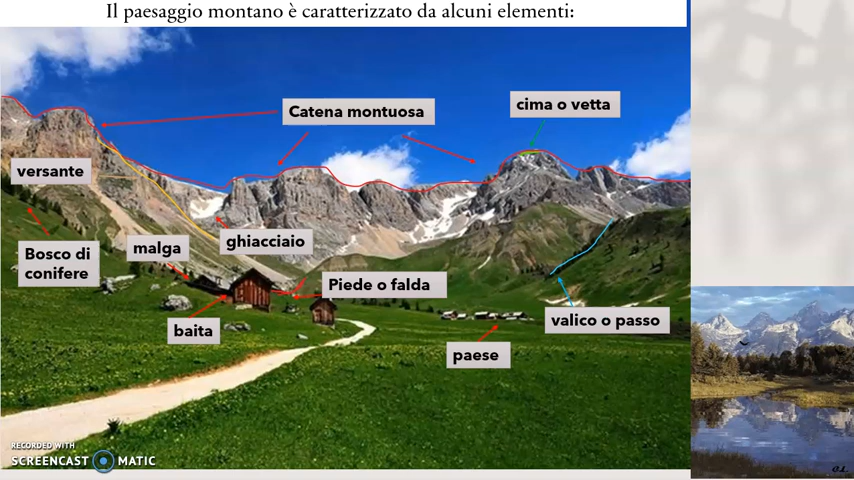 Il paesaggio montano è caratterizzato da alcuni elementi:
cima o vetta
Catena montuosa
versante
ghiacciaio
malga
Bosco di
conifere
Piede o falda
valico o passo
baita
paese
RECORDED WITH
SCREENCAST MATIC